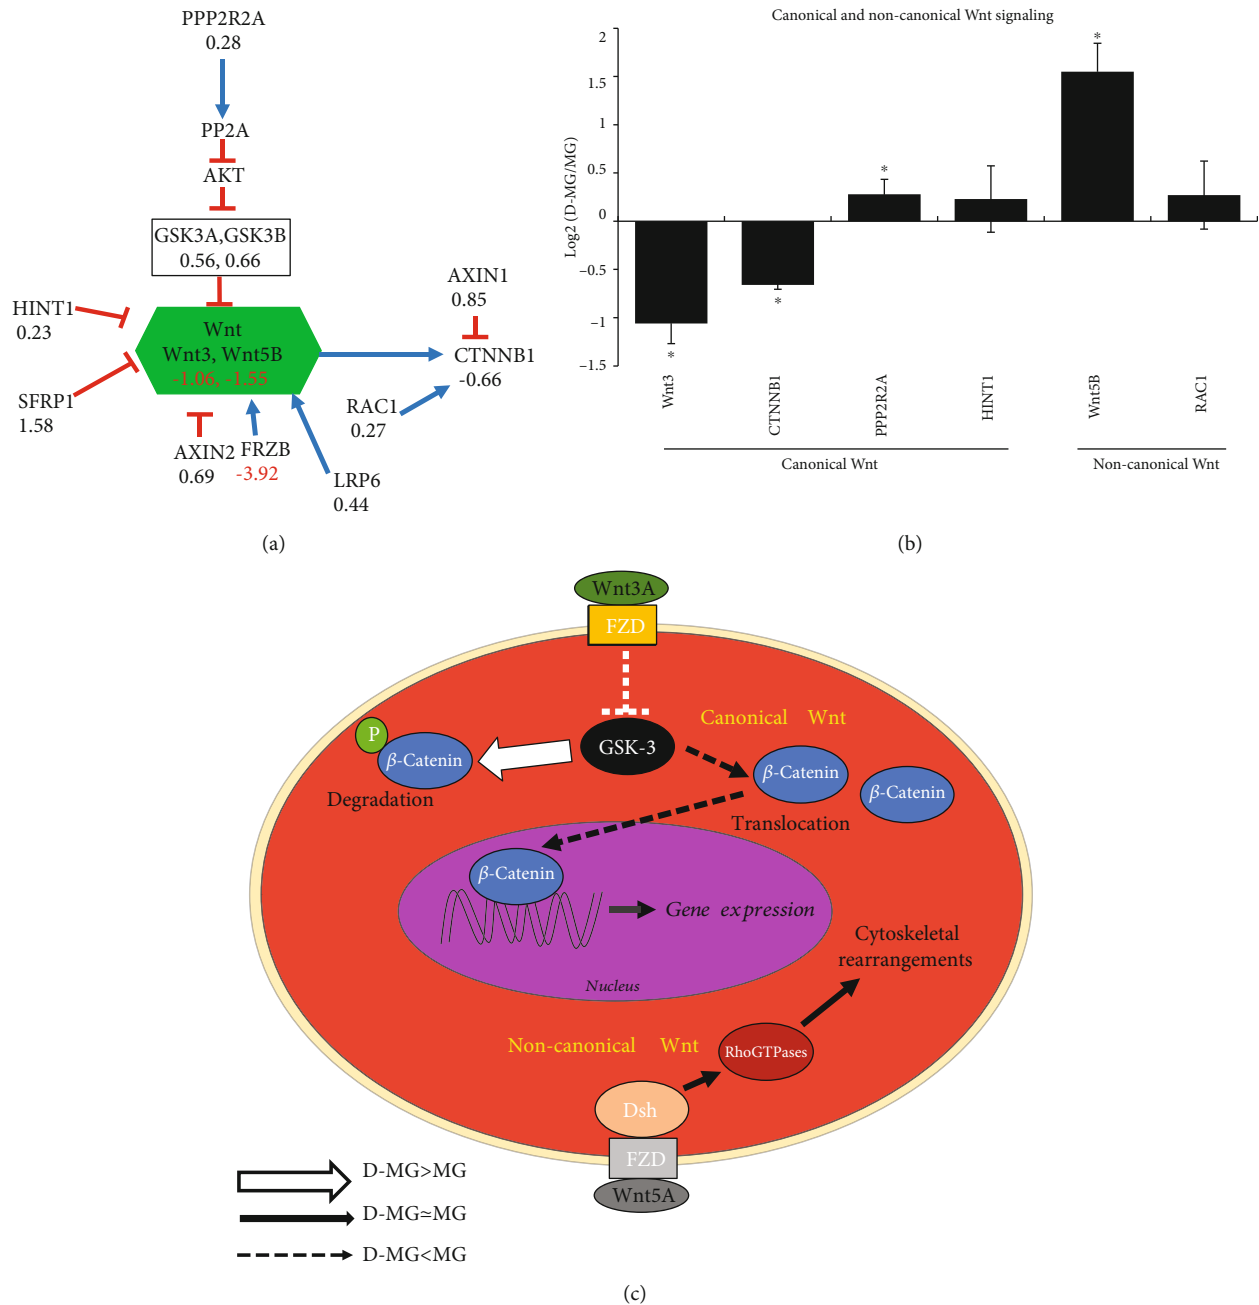 PPP2R2A
0.28
PP2A
AKT
GSK3A,GSK3B
0.56, 0.66
HINT1
0.23
Wnt
Wnt3, Wnt5B
-1.06, -1.55
SFRP1
1.58
AXIN1
0.85
CTNNB1
-0.66
RAC1
0.27
AXIN2
0.69
FRZB
-3.92
LRP6
0.44
(a)
Canonical and non-canonical Wnt signaling
Log2 (D-MG/MG)
2
1.5
1
0.5
0
−0.5
−1
−1.5
*
*
*
*
Wnt3
CTNNB1
PPP2R2A
HINT1
Wnt5B
RAC1
Canonical Wnt
Non-canonical Wnt
(b)
Wnt3A
FZD
GSK-3
Canonical Wnt
P
β-Catenin
Degradation
β-Catenin
β-Catenin
Translocation
β-Catenin
Gene expression
Nucleus
Cytoskeletal
rearrangements
Non-canonical Wnt
RhoGTPases
Dsh
FZD
Wnt5A
D-MG>MG
D-MG≃MG
D-MG<MG
(c)